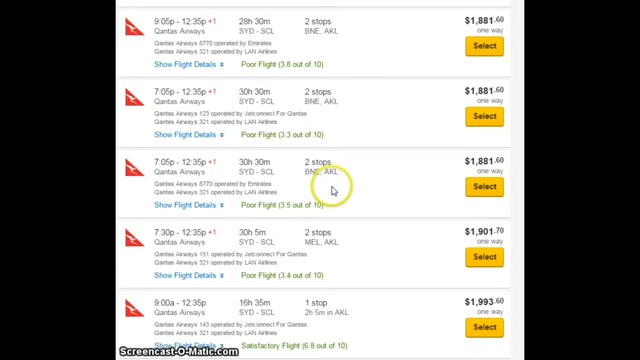 9:05p - 12:35p +1 28h 30m 2 stops $1,881.60
Qantas Airways SYD - SCL BNE, AKL one way
Qantas Airways 8770 operated by Emirates Select
Qantas Airways 321 operated by LAN Airlines
Show Flight Details Poor Flight (3.8 out of 10)
7:05p - 12:35p +1 30h 30m 2 stops $1,881.60
Qantas Airways SYD - SCL BNE, AKL one way
Qantas Airways 123 operated by Jetconnect For Qantas Select
Qantas Airways 321 operated by LAN Airlines
Show Flight Details Poor Flight (3.3 out of 10)
7:05p - 12:35p +1 30h 30m 2 stops $1,881.60
Qantas Airways SYD - SCL BNE, AKL one way
Qantas Airways 8770 operated by Emirates Select
Qantas Airways 321 operated by LAN Airlines
Show Flight Details Poor Flight (3.5 out of 10)
7:30p - 12:35p +1 30h 5m 2 stops $1,901.70
Qantas Airways SYD - SCL MEL, AKL one way
Qantas Airways 151 operated by Jetconnect For Qantas Select
Qantas Airways 321 operated by LAN Airlines
Show Flight Details Poor Flight (3.4 out of 10)
9:00a - 12:35p 16h 35m 1 stop $1,993.60
Qantas Airways SYD - SCL 2h 5m in AKL one way
Qantas Airways 143 operated by Jetconnect For Qantas Select
Qantas Airways 321 operated by LAN Airlines
Show Flight Details Satisfactory Flight (6.8 out of 10)
Screencast-O-Matic.com